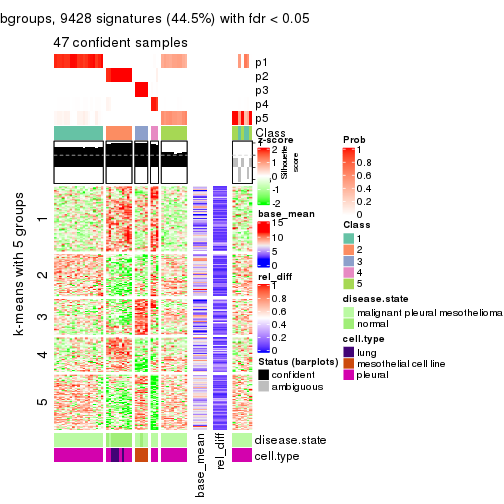 bgroups, 9428 signatures (44.5%) with fdr < 0.05
47 confident samples
p1
p2
p3
p4
p5
Class
z-score
2
1
0
-1
-2
Silhouette
score
base_mean
15
10
5
0
rel_diff
1
0.8
0.6
0.4
0.2
0
Status (barplots)
confident
ambiguous
Prob
1
0.8
0.6
0.4
0.2
0
Class
1
2
3
4
5
disease.state
malignant pleural mesothelioma
normal
cell.type
lung
mesothelial cell line
pleural
k-means with 5 groups
1
2
3
4
5
disease.state
cell.type
base_mean
rel_diff